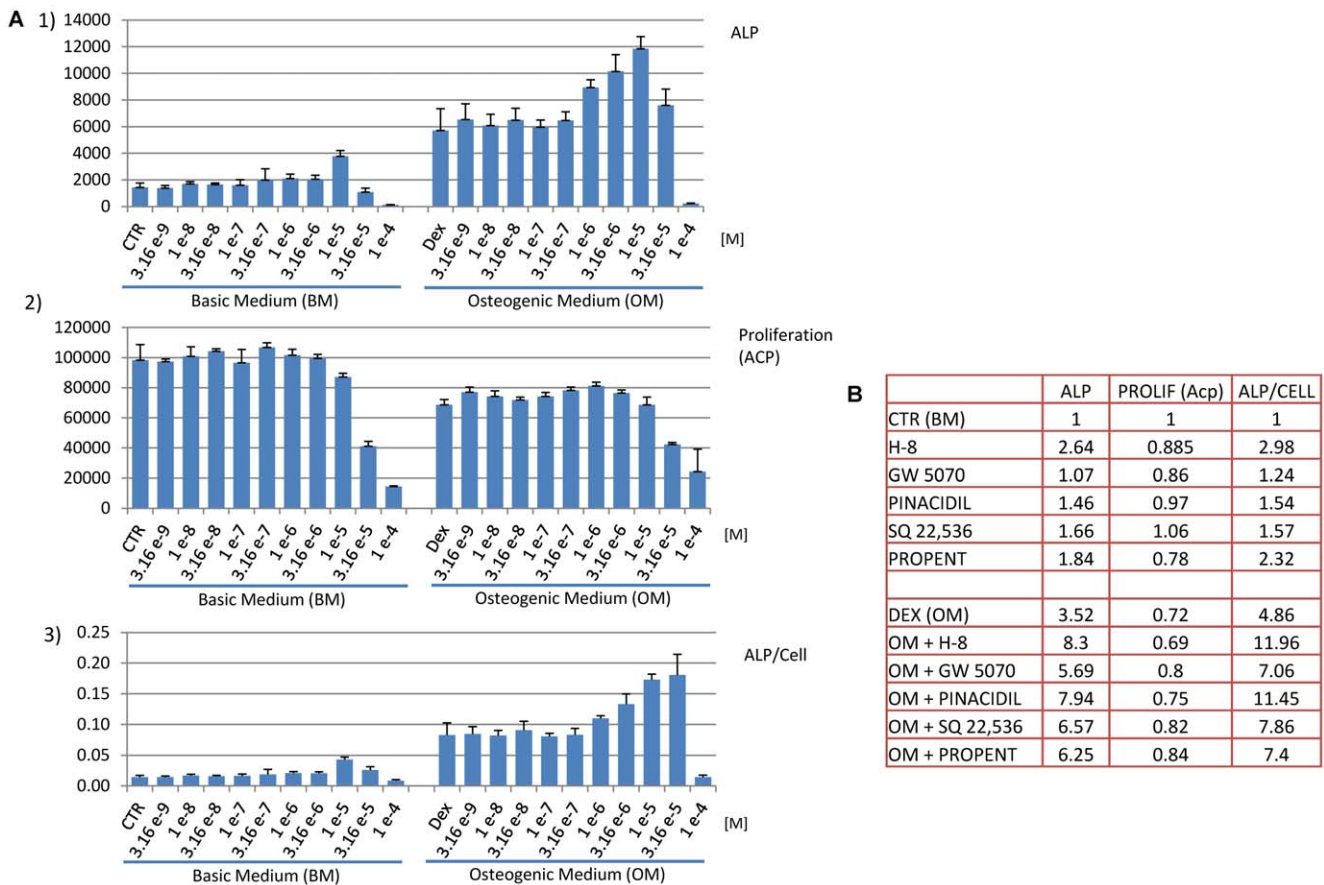 A 1)
ALP
14000
12000
10000
8000
6000
4000
2000
0
CTR 3.16 e-9 1 e-8 3.16 e-8 1 e-7 3.16 e-7 1 e-6 3.16 e-6 1 e-5 3.16 e-5 1 e-4
Dex 3.16 e-9 1 e-8 3.16 e-8 1 e-7 3.16 e-7 1 e-6 3.16 e-6 1 e-5 3.16 e-5 1 e-4
[M]
Basic Medium (BM)
Osteogenic Medium (OM)
2)
Proliferation
(ACP)
120000
100000
80000
60000
40000
20000
0
CTR 3.16 e-9 1 e-8 3.16 e-8 1 e-7 3.16 e-7 1 e-6 3.16 e-6 1 e-5 3.16 e-5 1 e-4
Dex 3.16 e-9 1 e-8 3.16 e-8 1 e-7 3.16 e-7 1 e-6 3.16 e-6 1 e-5 3.16 e-5 1 e-4
[M]
Basic Medium (BM)
Osteogenic Medium (OM)
3)
ALP/Cell
0.25
0.20
0.15
0.10
0.05
0.00
CTR 3.16 e-9 1 e-8 3.16 e-8 1 e-7 3.16 e-7 1 e-6 3.16 e-6 1 e-5 3.16 e-5 1 e-4
Dex 3.16 e-9 1 e-8 3.16 e-8 1 e-7 3.16 e-7 1 e-6 3.16 e-6 1 e-5 3.16 e-5 1 e-4
[M]
Basic Medium (BM)
Osteogenic Medium (OM)
B
ALP PROLIF (Acp) ALP/CELL
CTR (BM) 1 1 1
H-8 2.64 0.885 2.98
GW 5070 1.07 0.86 1.24
PINACIDIL 1.46 0.97 1.54
SQ 22,536 1.66 1.06 1.57
PROPENT 1.84 0.78 2.32
DEX (OM) 3.52 0.72 4.86
OM + H-8 8.3 0.69 11.96
OM + GW 5070 5.69 0.8 7.06
OM + PINACIDIL 7.94 0.75 11.45
OM + SQ 22,536 6.57 0.82 7.86
OM + PROPENT 6.25 0.84 7.4